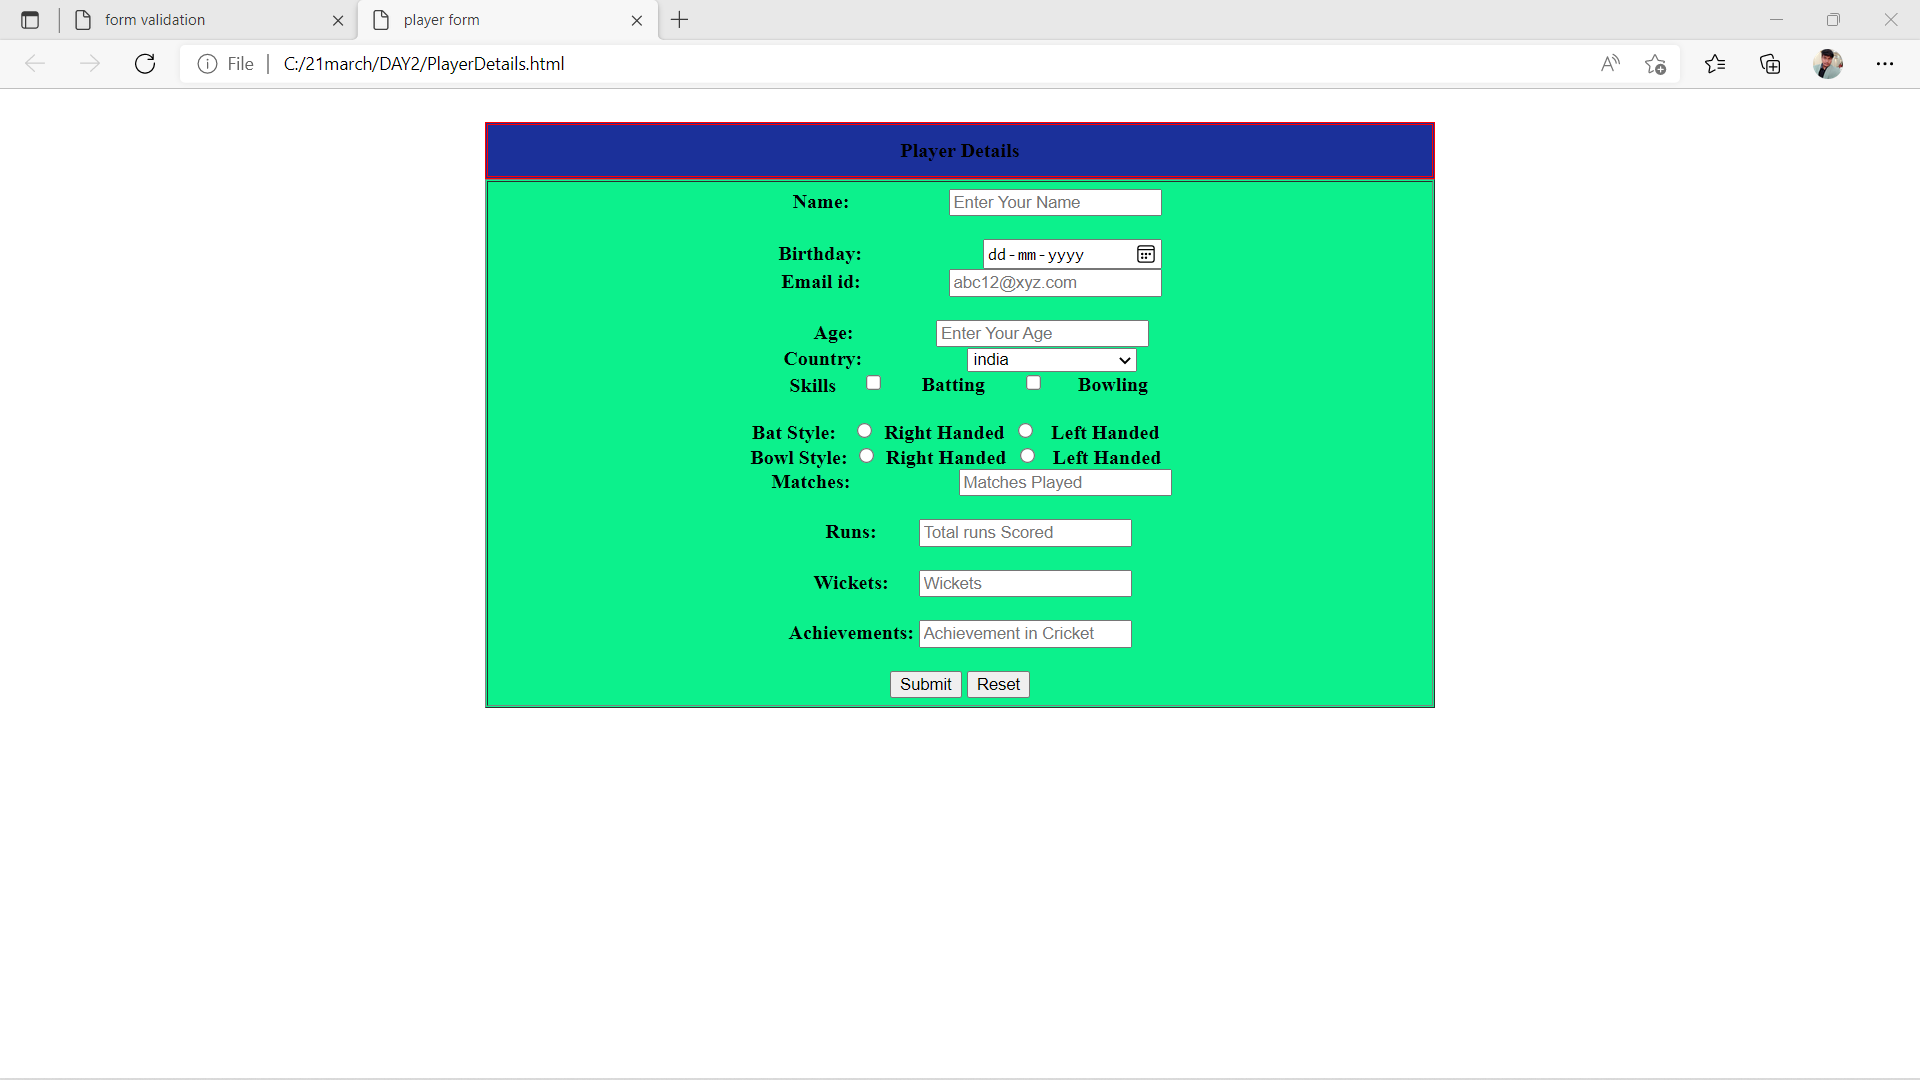 form validation
player form
File
C:/21march/DAY2/PlayerDetails.html
Player Details
Name: Enter Your Name
Birthday: dd-mm-yyyy
Email id: abc12@xyz.com
Age: Enter Your Age
Country: india
Skills Batting Bowling
Bat Style: Right Handed Left Handed
Bowl Style: Right Handed Left Handed
Matches: Matches Played
Runs: Total runs Scored
Wickets: Wickets
Achievements: Achievement in Cricket
Submit Reset